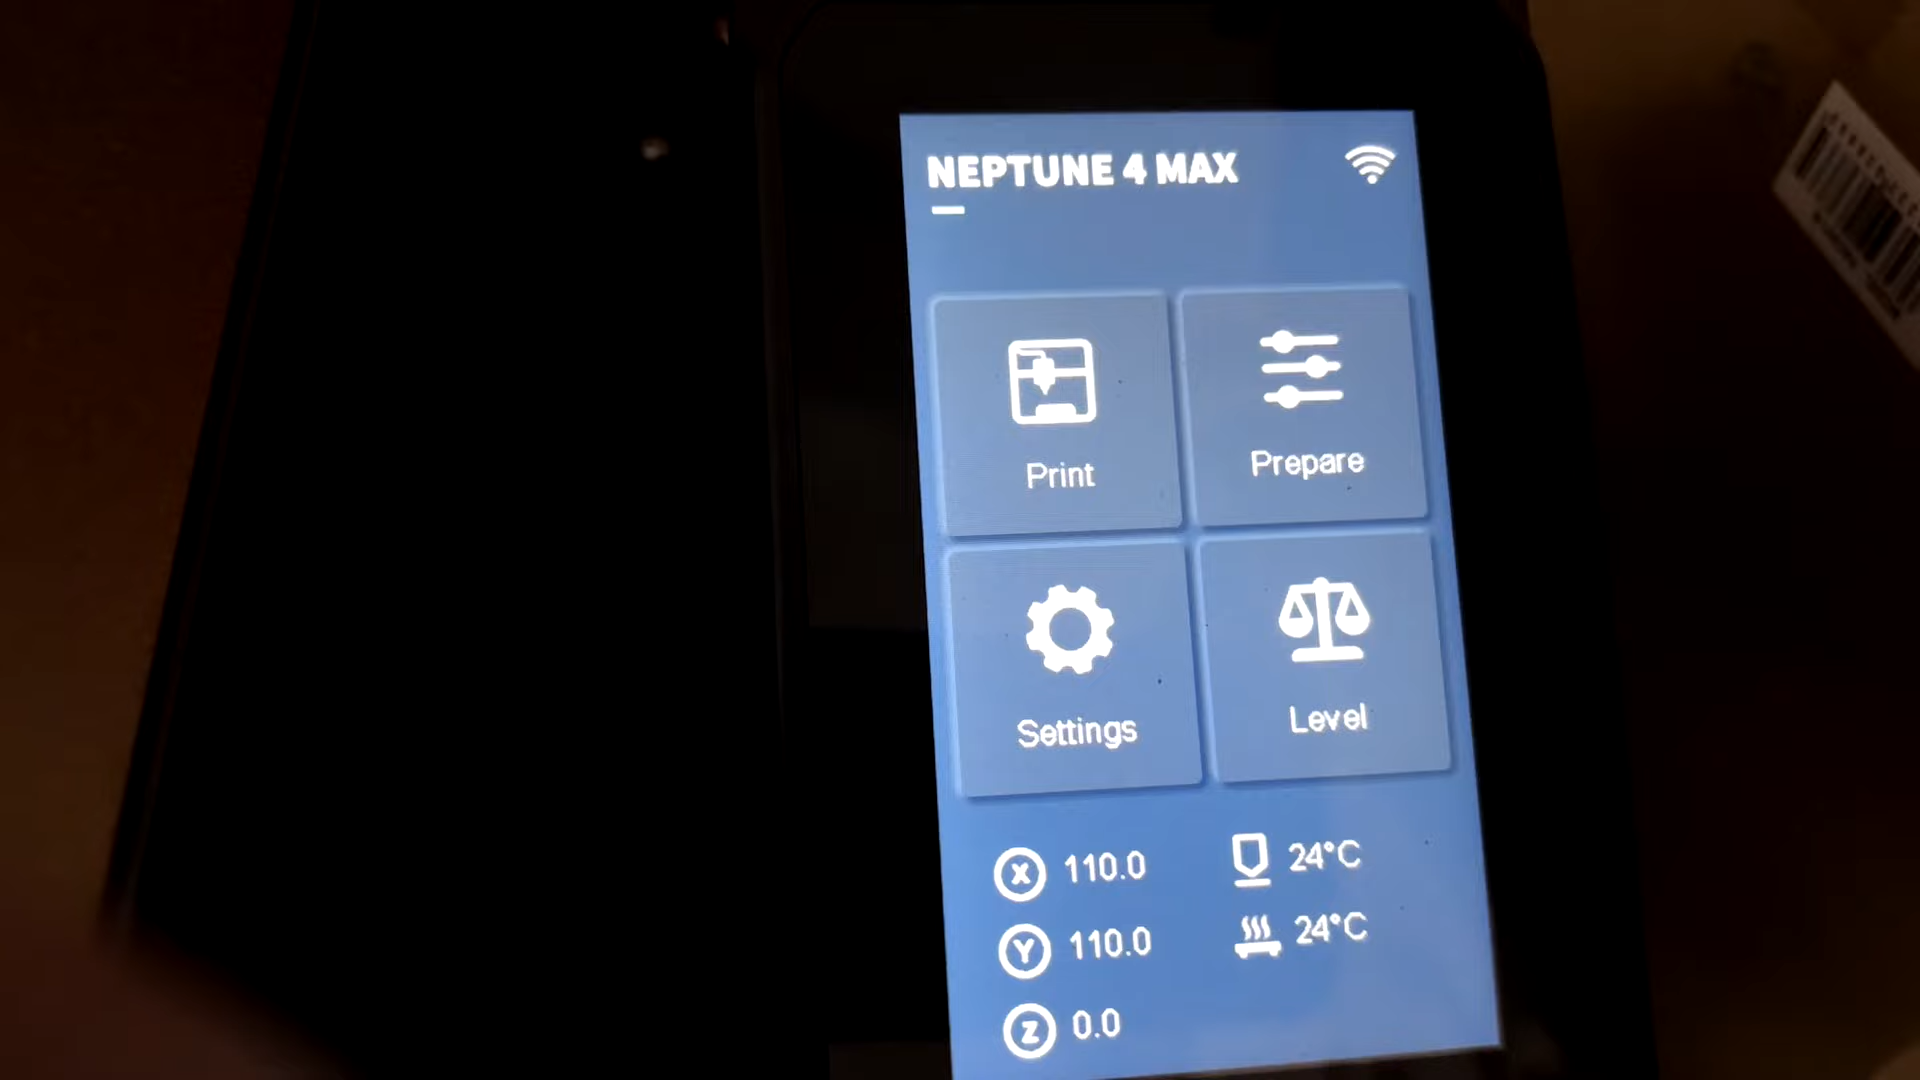 NEPTUNE 4 MAX
Print
Prepare
Settings
Level
X 110.0
24°C
Y 110.0
24°C
Z 0.0